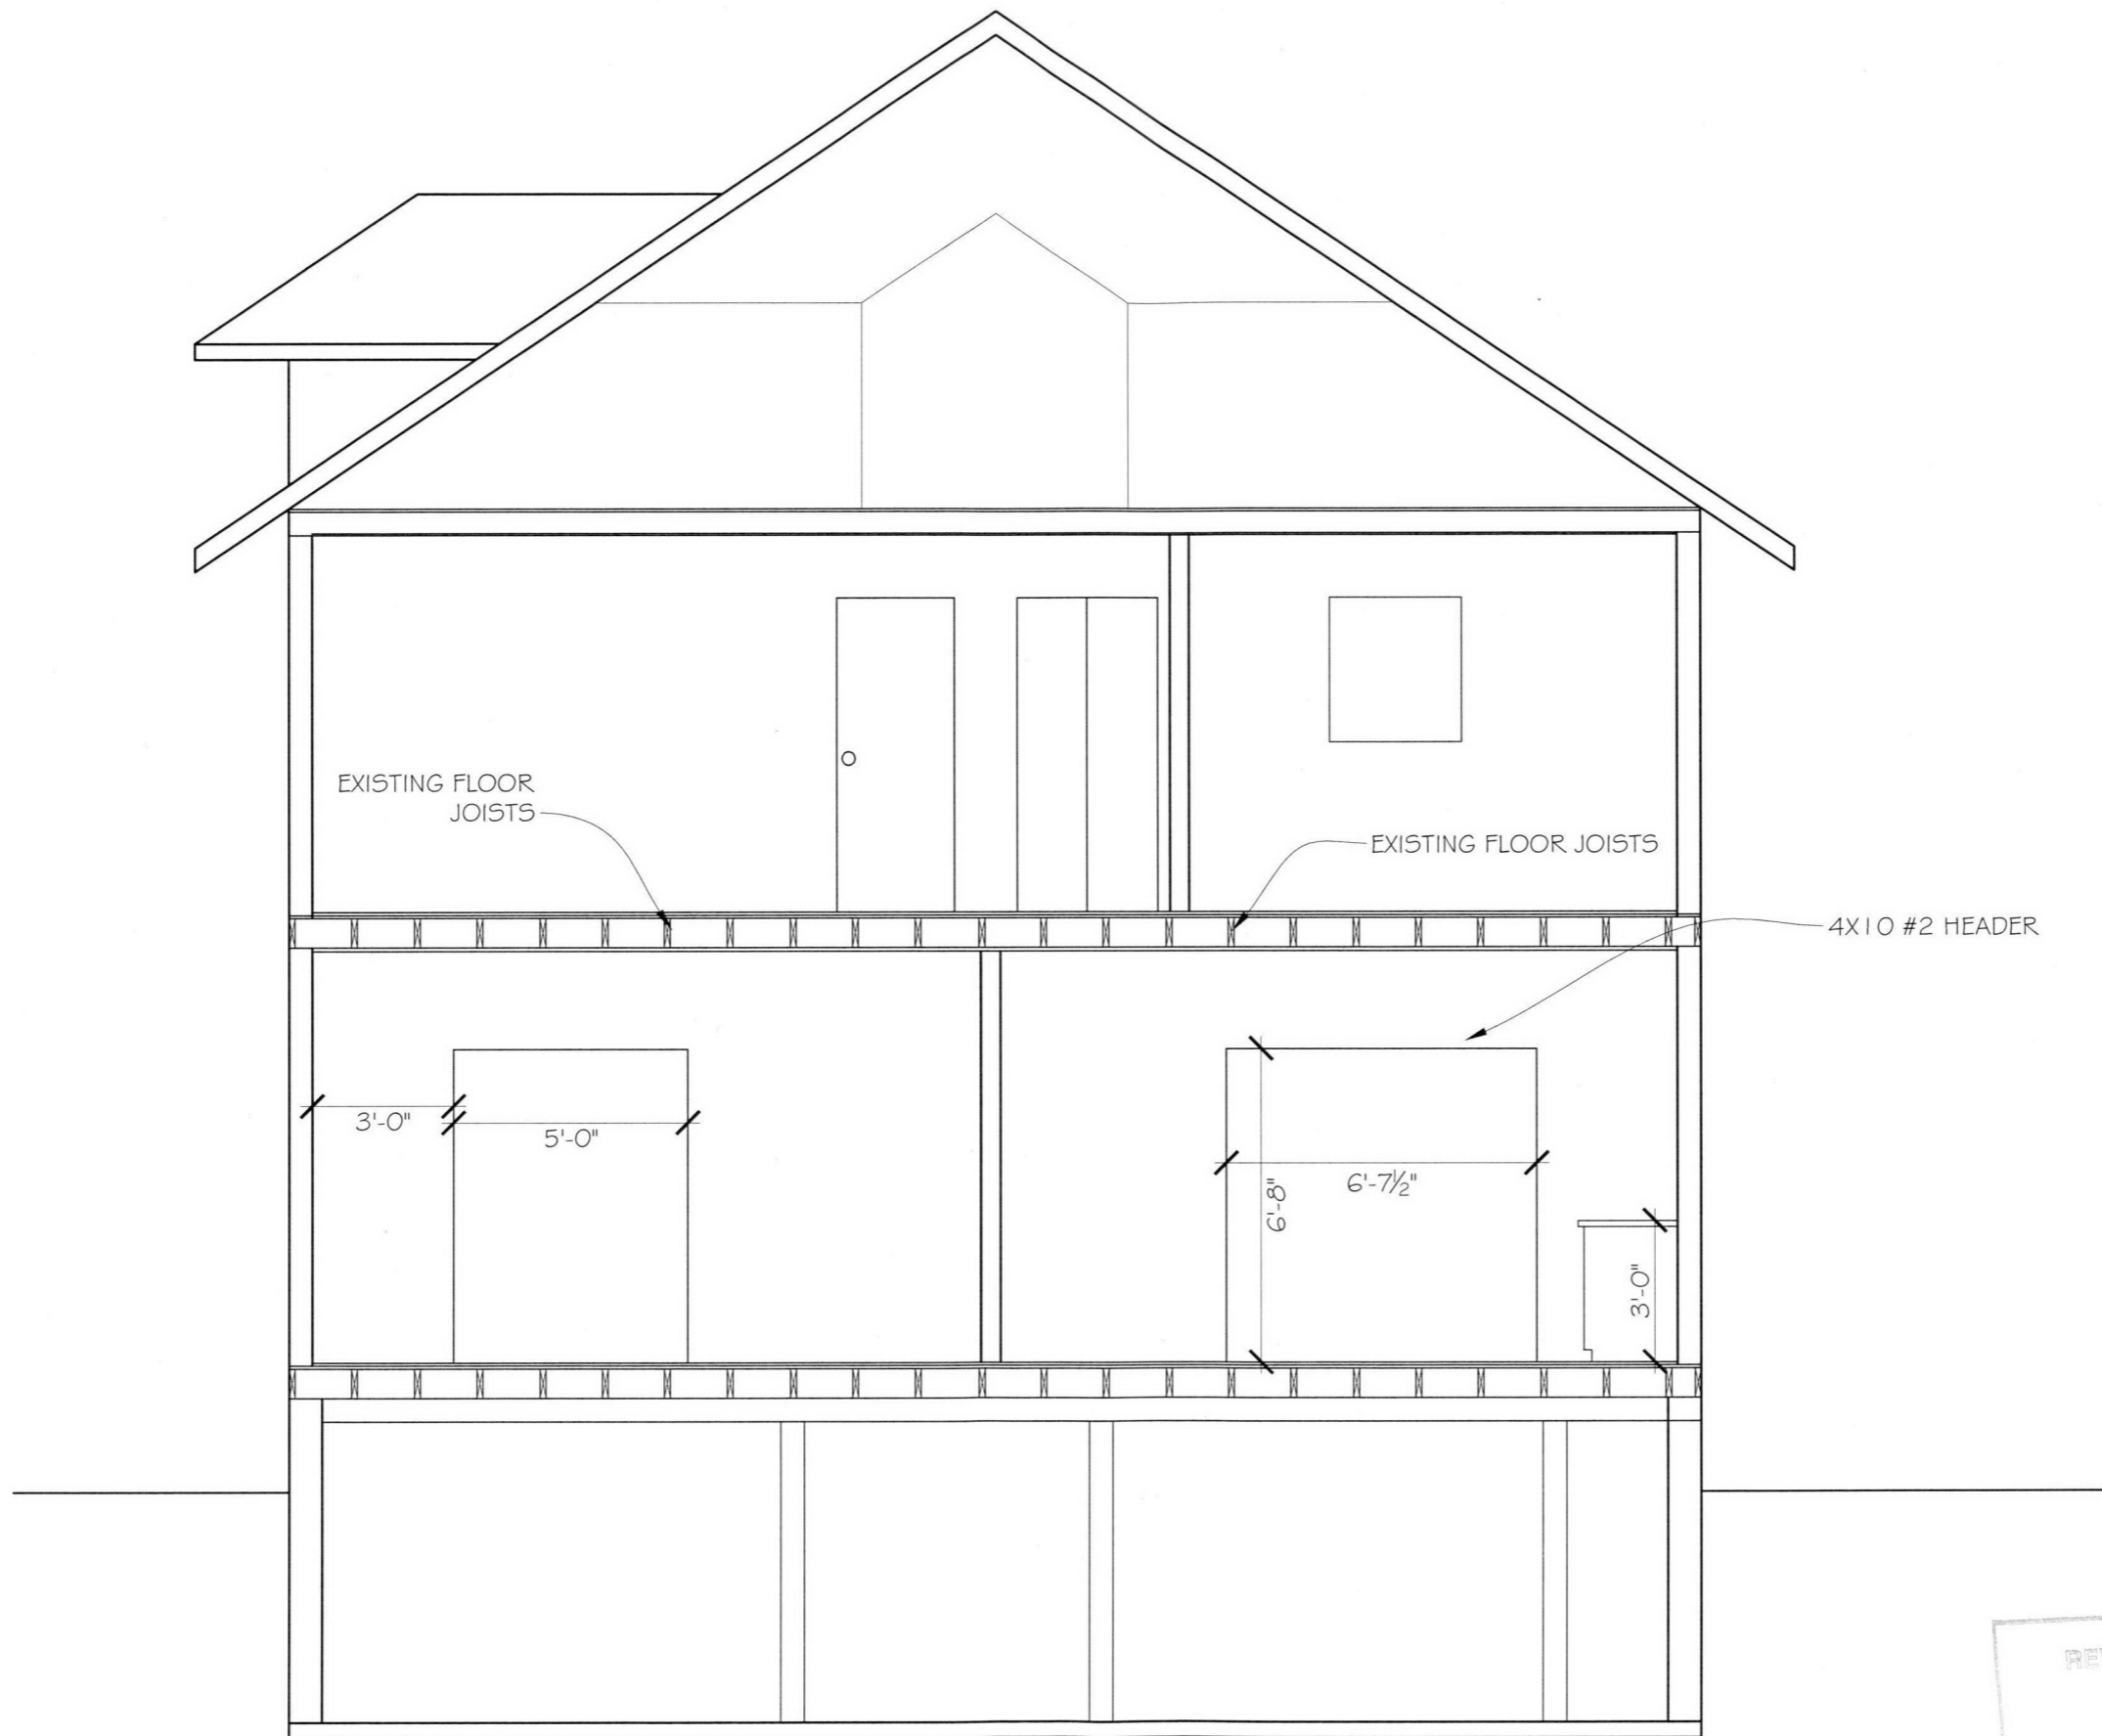 EXISTING FLOOR
JOISTS
EXISTING FLOOR JOISTS
4X10 #2 HEADER
3'-0"
5'-0"
6'-8"
6'-7½"
3'-0"